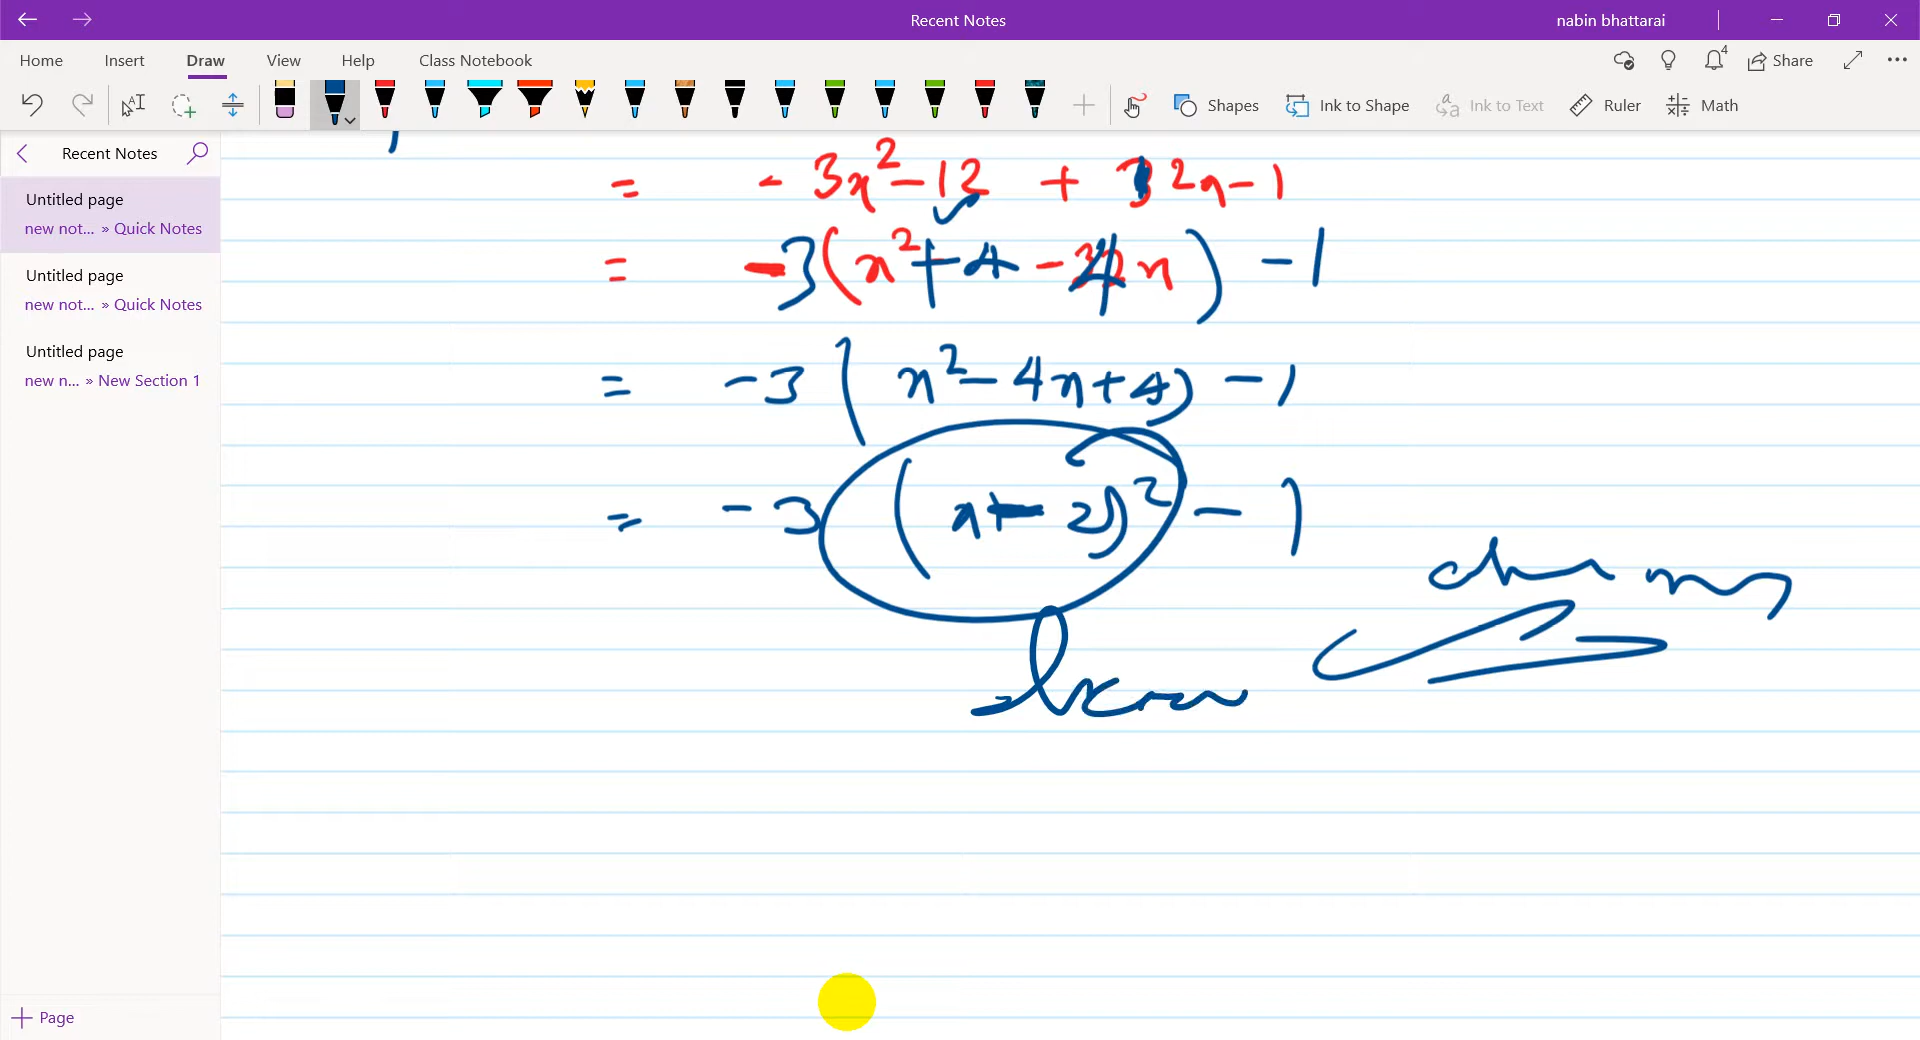 Recent Notes
nabin bhattarai
Home Insert Draw View Help Class Notebook
4
Share
Shapes Ink to Shape Ink to Text Ruler Math
Recent Notes
Untitled page
new not... » Quick Notes
Untitled page
new not... » Quick Notes
Untitled page
new n... » New Section 1
Page
= - 3x² - 12 + 12x - 1
= -3(x² + 4 - 4x) - 1
= -3(x² - 4x + 4) - 1
= -3(x - 2)² - 1